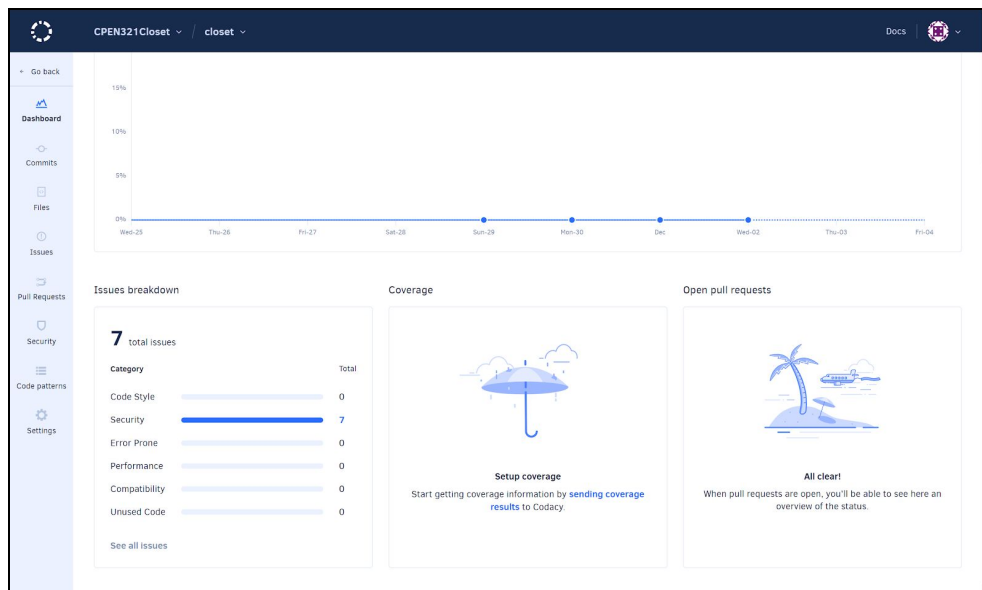 CPEN321Closet / closet
Docs
Go back
Dashboard
Commits
Files
Issues
Pull Requests
Security
Code patterns
Settings
15%
10%
5%
0%
Wed-25 Thu-26 Fri-27 Sat-28 Sun-29 Mon-30 Dec Wed-02 Thu-03 Fri-04
Issues breakdown
7 total issues
Category Total
Code Style 0
Security 7
Error Prone 0
Performance 0
Compatibility 0
Unused Code 0
See all issues
Coverage
Setup coverage
Start getting coverage information by sending coverage
results to Codacy.
Open pull requests
All clear!
When pull requests are open, you'll be able to see here an
overview of the status.